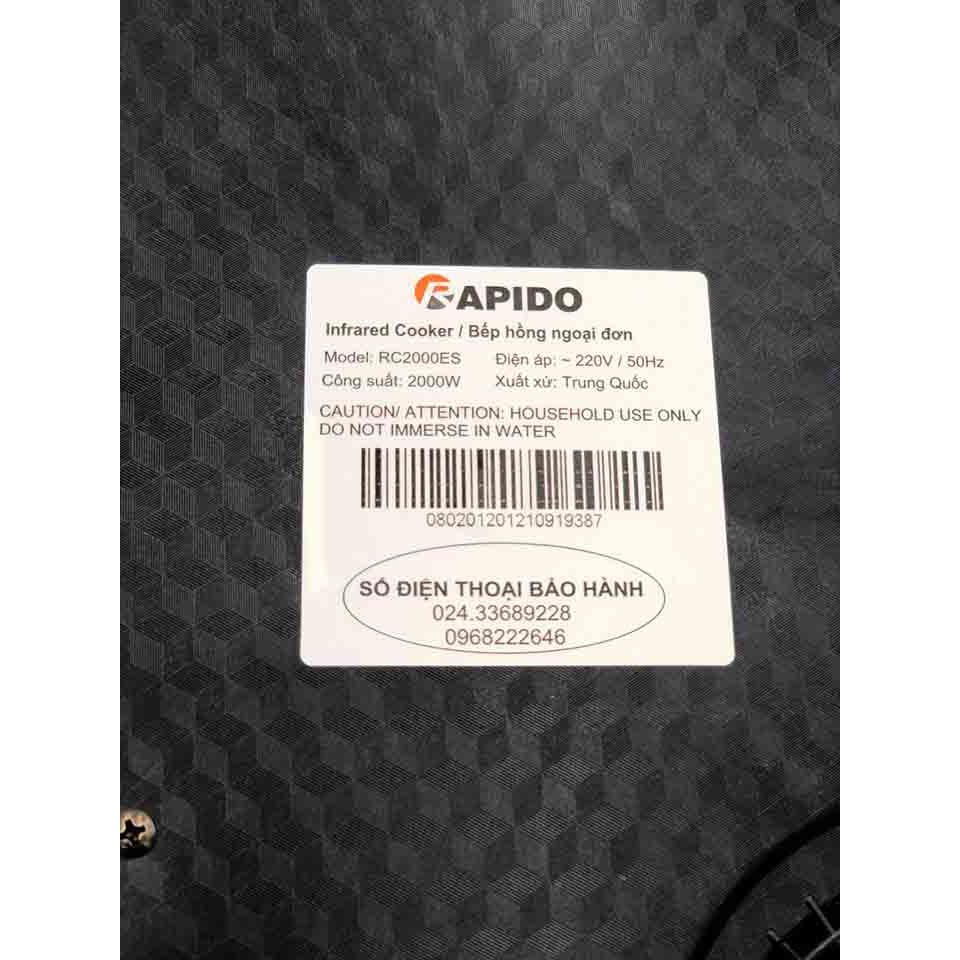 RAPIDO
Infrared Cooker / Bếp hồng ngoại đơn
Model: RC2000ES Điện áp: ~ 220V / 50Hz
Công suất: 2000W Xuất xứ: Trung Quốc
CAUTION/ ATTENTION: HOUSEHOLD USE ONLY
DO NOT IMMERSE IN WATER
080201201210919387
SỐ ĐIỆN THOẠI BẢO HÀNH
024.33689228
0968222646